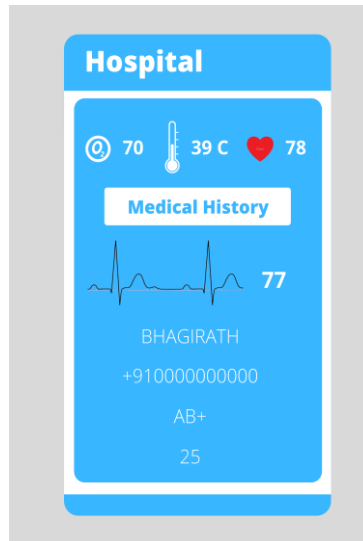 Hospital
O₂ 70 39 C 78
Medical History
77
BHAGIRATH
+910000000000
AB+
25